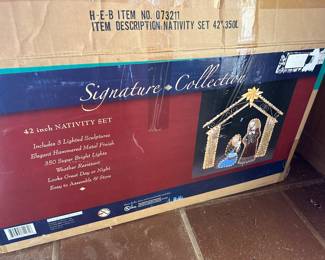 H-E-B ITEM NO. 073211
ITEM DESCRIPTION NATIVITY SET 42" 350L
Signature Collection
42 inch NATIVITY SET
Includes 3 Lighted Sculptures
Elegant Hammered Metal Finish
350 Super Bright Lights
Weather Resistant
Looks Great Day or Night
Easy to Assemble & Store